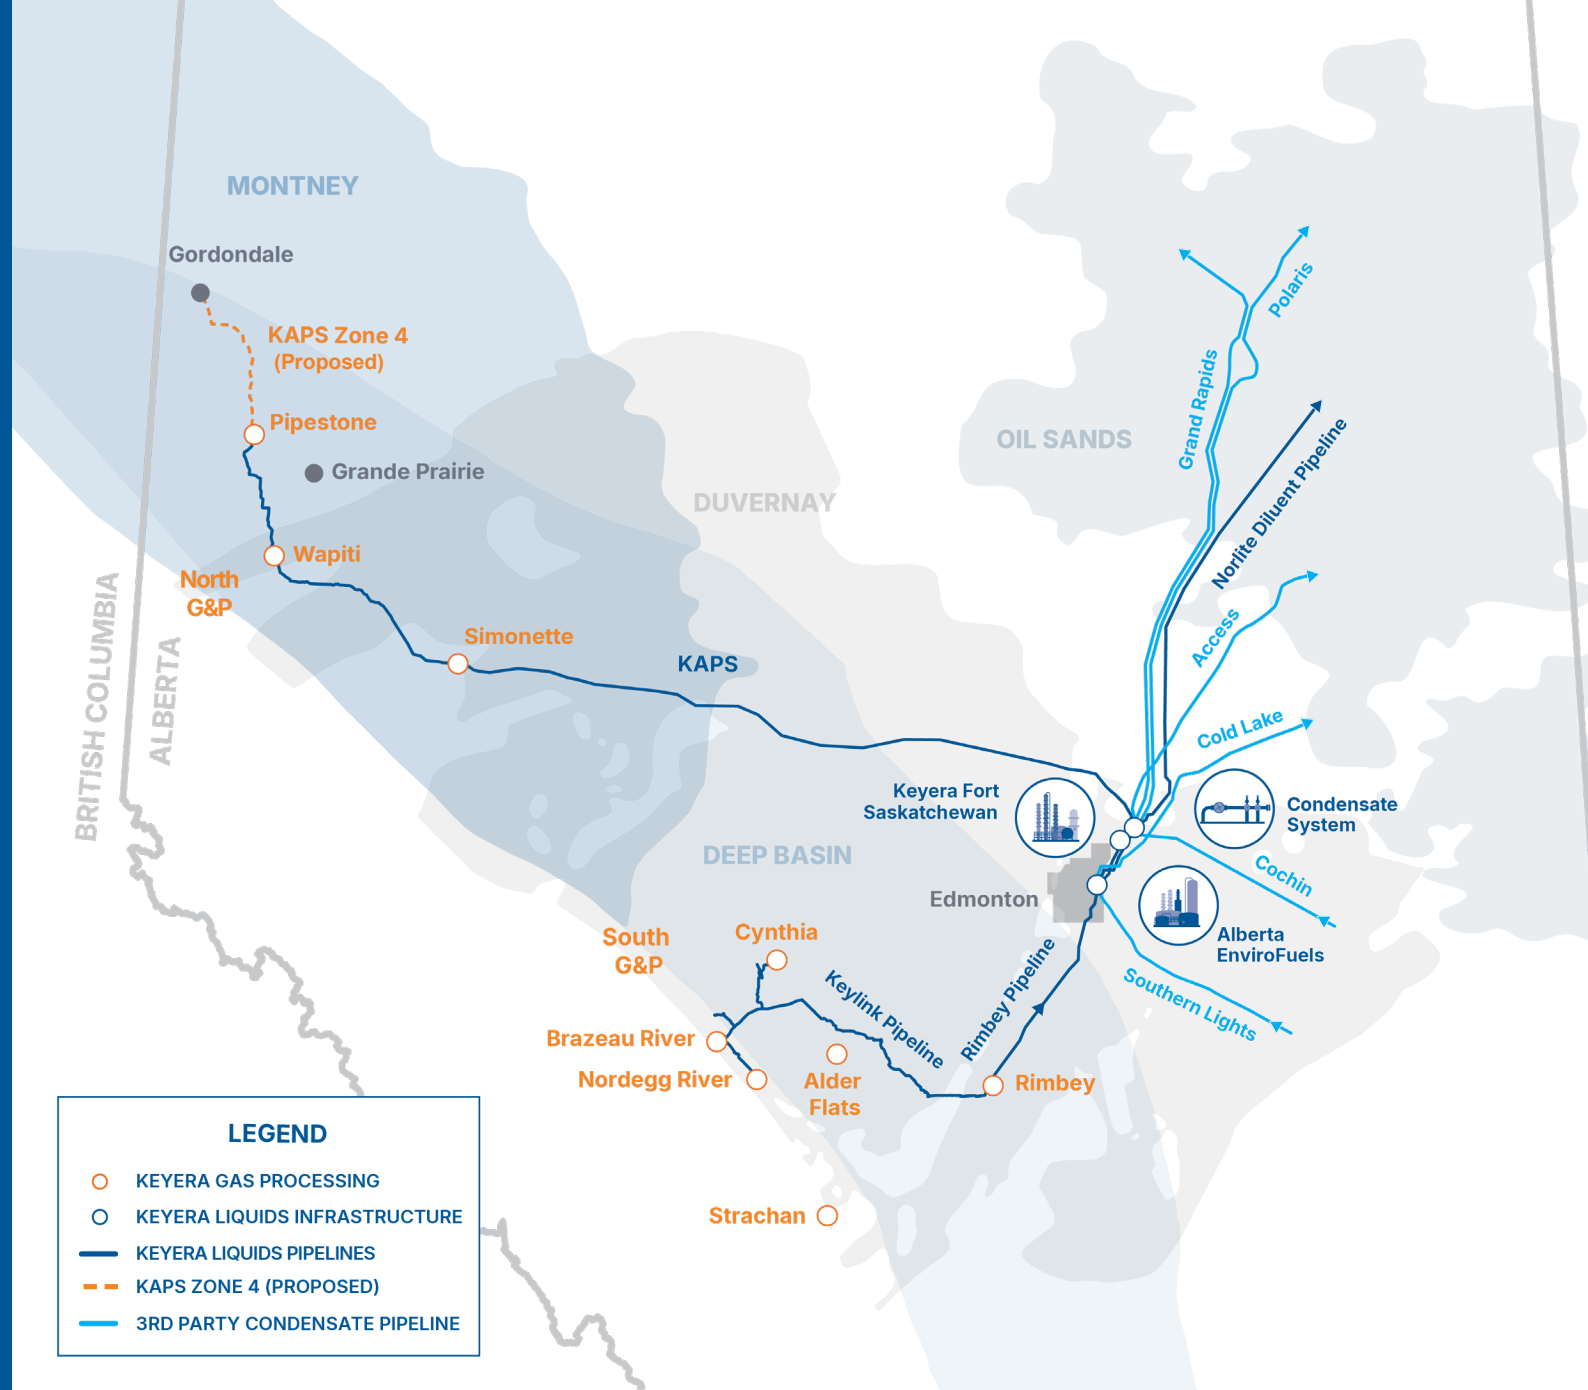 MONTNEY
Gordondale
KAPS Zone 4
(Proposed)
Pipestone
Grande Prairie
Wapiti
North
G&P
Simonette
KAPS
DUVERNAY
OIL SANDS
BRITISH COLUMBIA
ALBERTA
Polaris
Grand Rapids
Norlite Diluent Pipeline
Access
Cold Lake
Keyera Fort
Saskatchewan
Condensate
System
DEEP BASIN
Cochin
Edmonton
Alberta
EnviroFuels
Southern Lights
South
G&P
Cynthia
Keylink Pipeline
Rimbey Pipeline
Brazeau River
Nordegg River
Alder
Flats
Rimbey
Strachan
LEGEND
KEYERA GAS PROCESSING
KEYERA LIQUIDS INFRASTRUCTURE
KEYERA LIQUIDS PIPELINES
KAPS ZONE 4 (PROPOSED)
3RD PARTY CONDENSATE PIPELINE